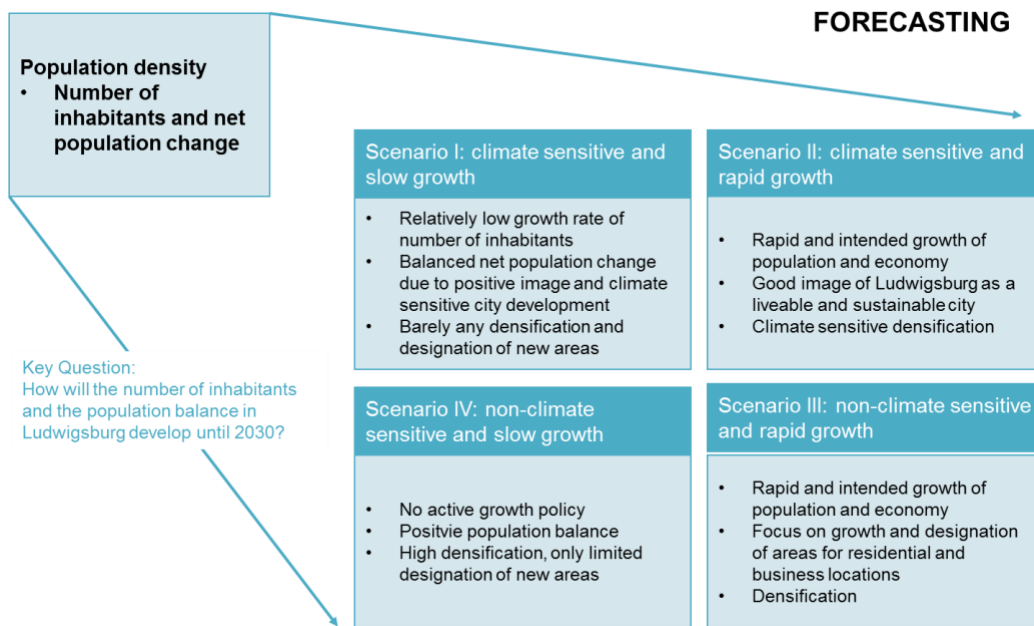 FORECASTING
Population density
• Number of
inhabitants and net
population change
Key Question:
How will the number of inhabitants
and the population balance in
Ludwigsburg develop until 2030?
Scenario I: climate sensitive and
slow growth
• Relatively low growth rate of
number of inhabitants
• Balanced net population change
due to positive image and climate
sensitive city development
• Barely any densification and
designation of new areas
Scenario II: climate sensitive and
rapid growth
• Rapid and intended growth of
population and economy
• Good image of Ludwigsburg as a
liveable and sustainable city
• Climate sensitive densification
Scenario IV: non-climate
sensitive and slow growth
• No active growth policy
• Positvie population balance
• High densification, only limited
designation of new areas
Scenario III: non-climate sensitive
and rapid growth
• Rapid and intended growth of
population and economy
• Focus on growth and designation
of areas for residential and
business locations
• Densification